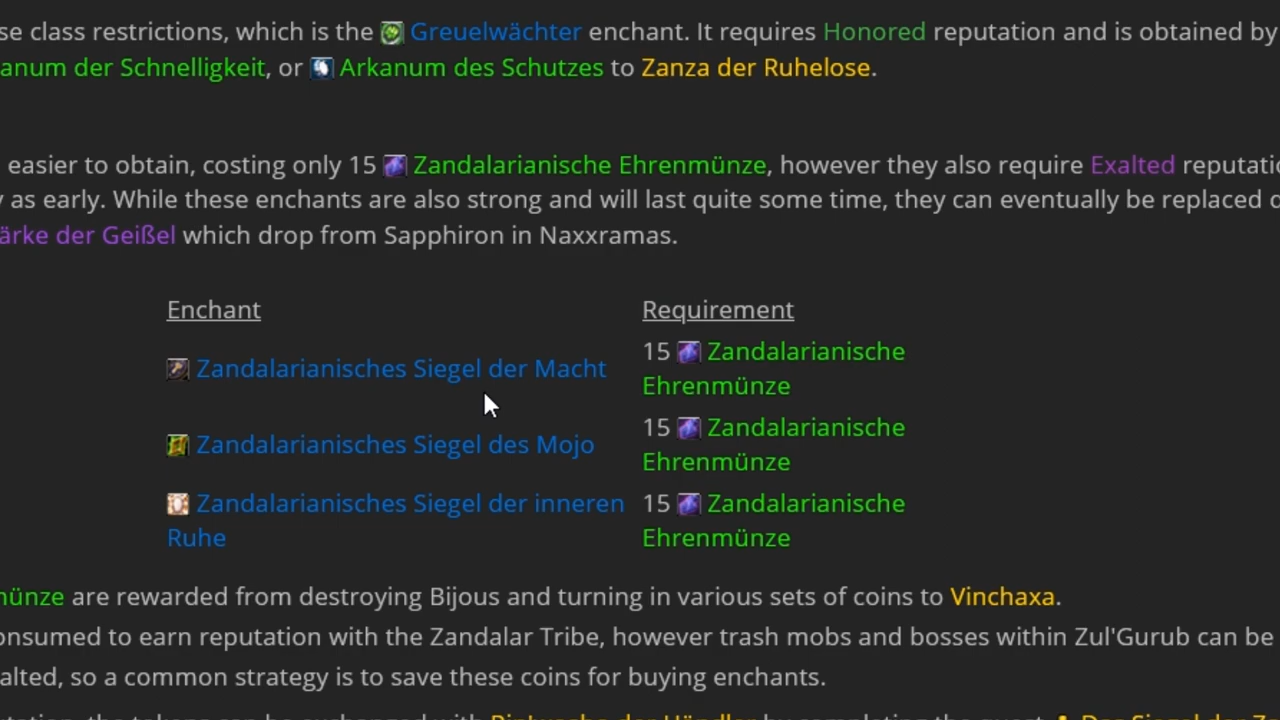 se class restrictions, which is the Greuelwächter enchant. It requires Honored reputation and is obtained by
anum der Schnelligkeit, or Arkanum des Schutzes to Zanza der Ruhelose.
easier to obtain, costing only 15 Zandalarianische Ehrenmünze, however they also require Exalted reputati
y as early. While these enchants are also strong and will last quite some time, they can eventually be replaced
ärke der Geißel which drop from Sapphiron in Naxxramas.
Enchant Requirement
Zandalarianisches Siegel der Macht 15 Zandalarianische
Ehrenmünze
Zandalarianisches Siegel des Mojo 15 Zandalarianische
Ehrenmünze
Zandalarianisches Siegel der inneren 15 Zandalarianische
Ruhe Ehrenmünze
münze are rewarded from destroying Bijous and turning in various sets of coins to Vinchaxa.
onsumed to earn reputation with the Zandalar Tribe, however trash mobs and bosses within Zul'Gurub can be
alted, so a common strategy is to save these coins for buying enchants.